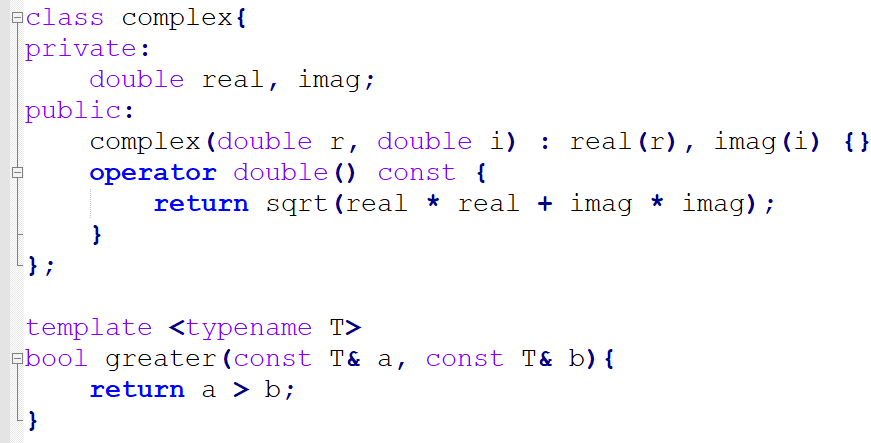 class complex{
private:
    double real, imag;
public:
    complex(double r, double i) : real(r), imag(i) {}
    operator double() const {
        return sqrt(real * real + imag * imag);
    }
};

template <typename T>
bool greater(const T& a, const T& b){
    return a > b;
}